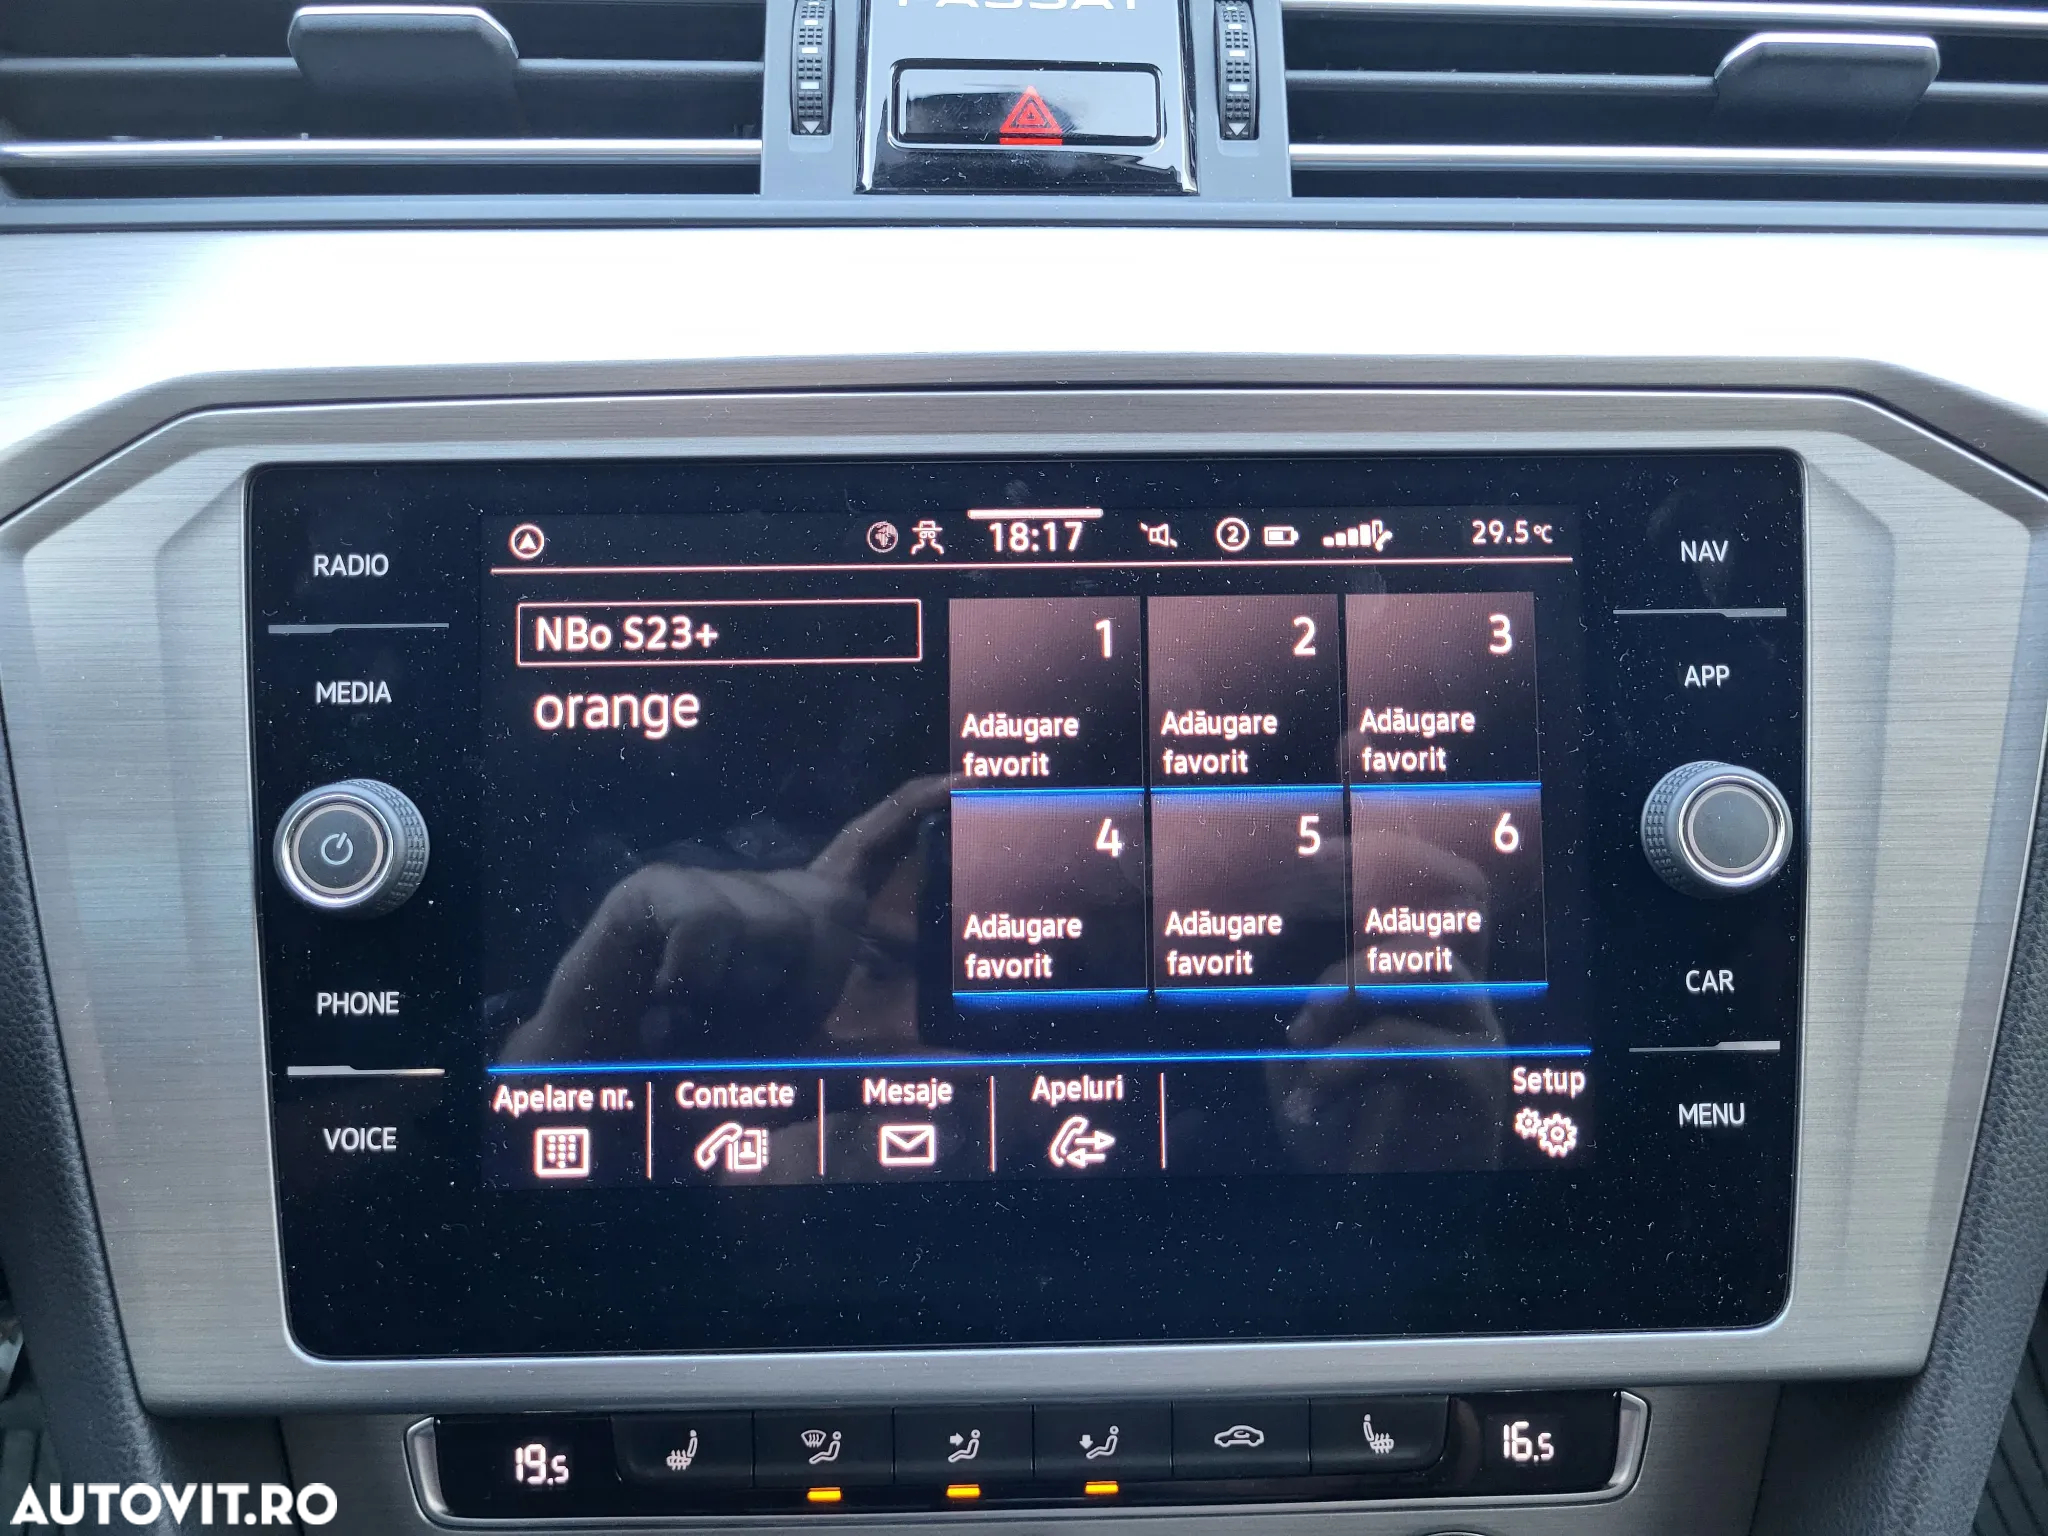 PASSAT
18:17
2
29.5°C
RADIO
MEDIA
PHONE
VOICE
NBo S23+
orange
1
Adăugare
favorit
2
Adăugare
favorit
3
Adăugare
favorit
4
Adăugare
favorit
5
Adăugare
favorit
6
Adăugare
favorit
Apelare nr.
Contacte
Mesaje
Apeluri
Setup
NAV
APP
CAR
MENU
19.5
16.5
AUTOVIT.RO